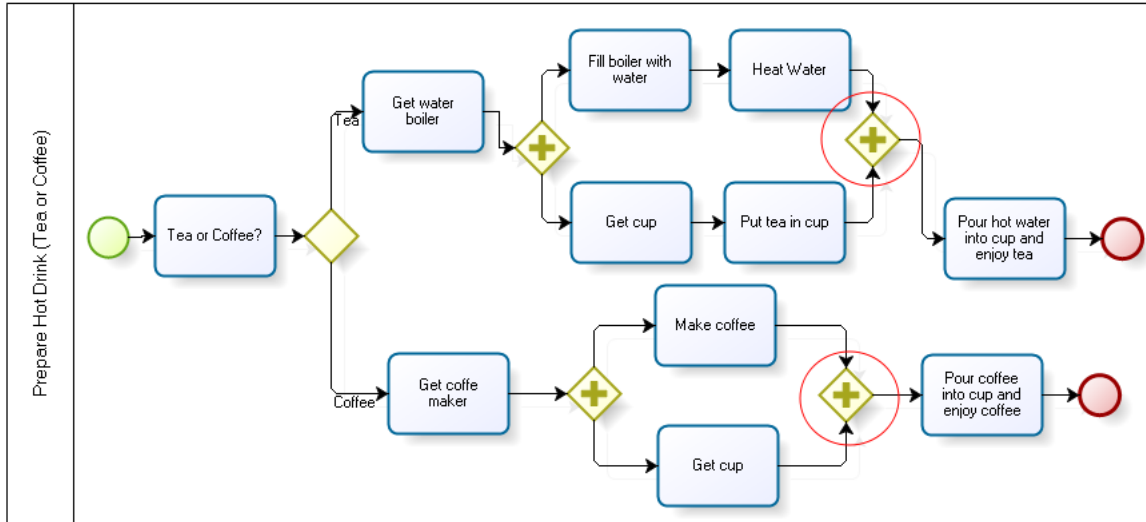 Prepare Hot Drink (Tea or Coffee)
Tea or Coffee?
Tea
Get water
boiler
Fill boiler with
water
Heat Water
Get cup
Put tea in cup
Pour hot water
into cup and
enjoy tea
Coffee
Get coffe
maker
Make coffee
Get cup
Pour coffee
into cup and
enjoy coffee